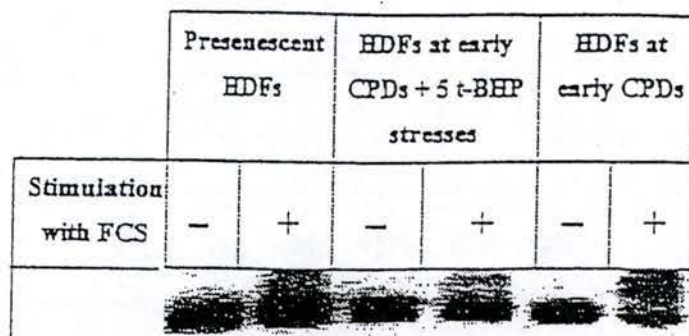 Presenescent HDFs
HDFs at early CPDs + 5 t-BHP stresses
HDFs at early CPDs
Stimulation with FCS
− + − + − +